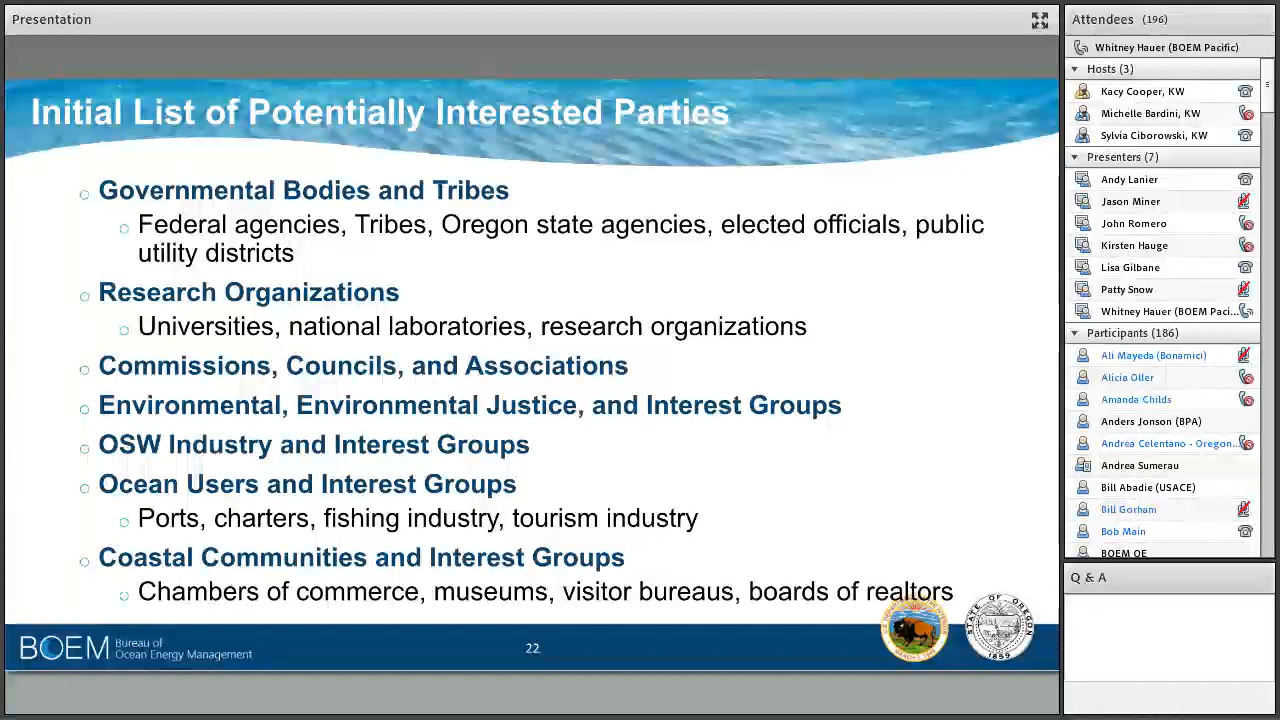 Presentation
Initial List of Potentially Interested Parties
Governmental Bodies and Tribes
Federal agencies, Tribes, Oregon state agencies, elected officials, public
utility districts
Research Organizations
Universities, national laboratories, research organizations
Commissions, Councils, and Associations
Environmental, Environmental Justice, and Interest Groups
OSW Industry and Interest Groups
Ocean Users and Interest Groups
Ports, charters, fishing industry, tourism industry
Coastal Communities and Interest Groups
Chambers of commerce, museums, visitor bureaus, boards of realtors
BOEM
Bureau of
Ocean Energy Management
22
STATE OF OREGON
1859
Attendees (196)
Whitney Hauer (BOEM Pacific)
Hosts (3)
Kacy Cooper, KW
Michelle Bardini, KW
Sylvia Ciborowski, KW
Presenters (7)
Andy Lanier
Jason Miner
John Romero
Kirsten Hauge
Lisa Gilbane
Patty Snow
Whitney Hauer (BOEM Paci...
Participants (186)
Ali Mayeda (Bonamici)
Alicia Oller
Amanda Childs
Anders Jonson (BPA)
Andrea Celentano - Oregon...
Andrea Sumerau
Bill Abadie (USACE)
Bill Gorham
Bob Main
BOEM OE
Q & A